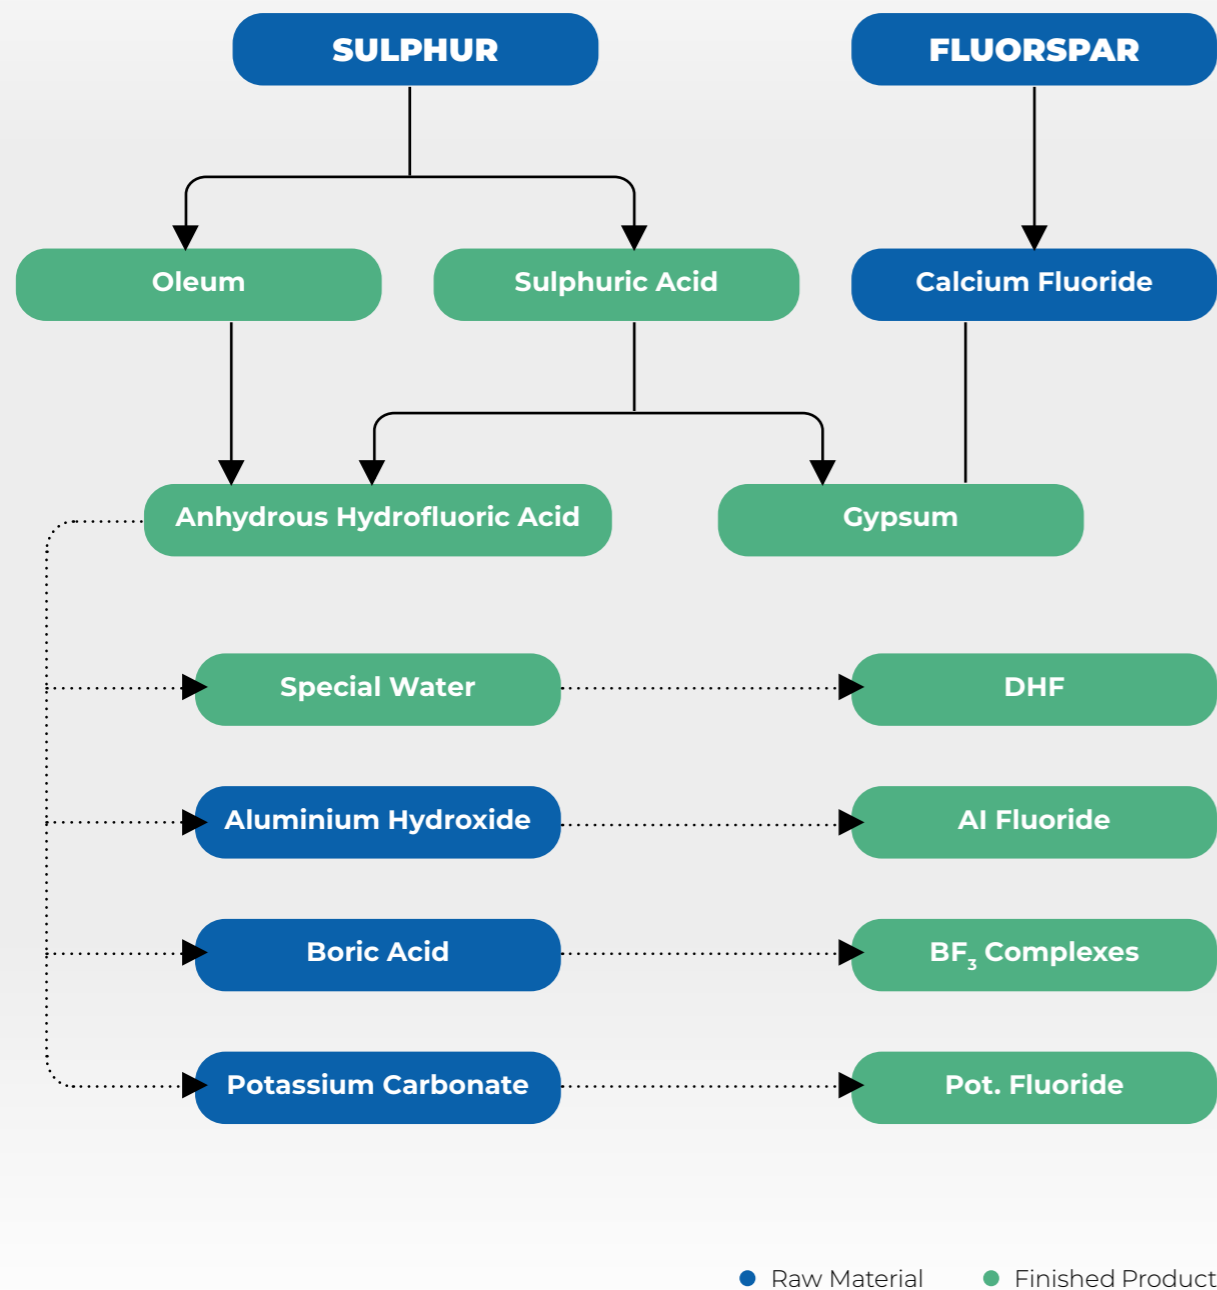 SULPHUR
FLUORSPAR
Oleum
Sulphuric Acid
Calcium Fluoride
Anhydrous Hydrofluoric Acid
Gypsum
Special Water
DHF
Aluminium Hydroxide
Al Fluoride
Boric Acid
BF₃ Complexes
Potassium Carbonate
Pot. Fluoride
Raw Material
Finished Product